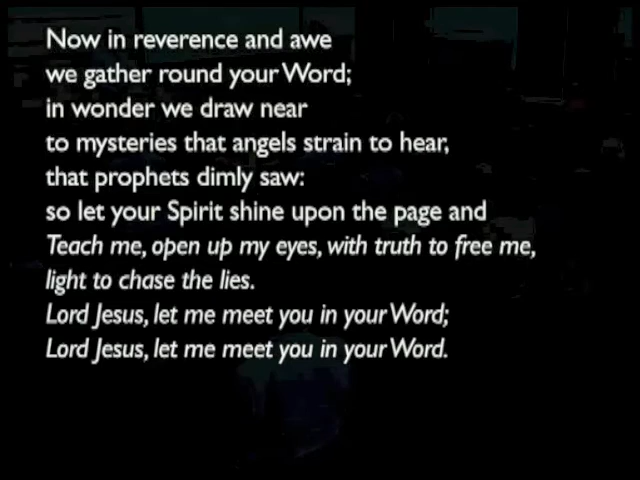 Now in reverence and awe
we gather round your Word;
in wonder we draw near
to mysteries that angels strain to hear,
that prophets dimly saw:
so let your Spirit shine upon the page and
Teach me, open up my eyes, with truth to free me,
light to chase the lies.
Lord Jesus, let me meet you in your Word;
Lord Jesus, let me meet you in your Word.